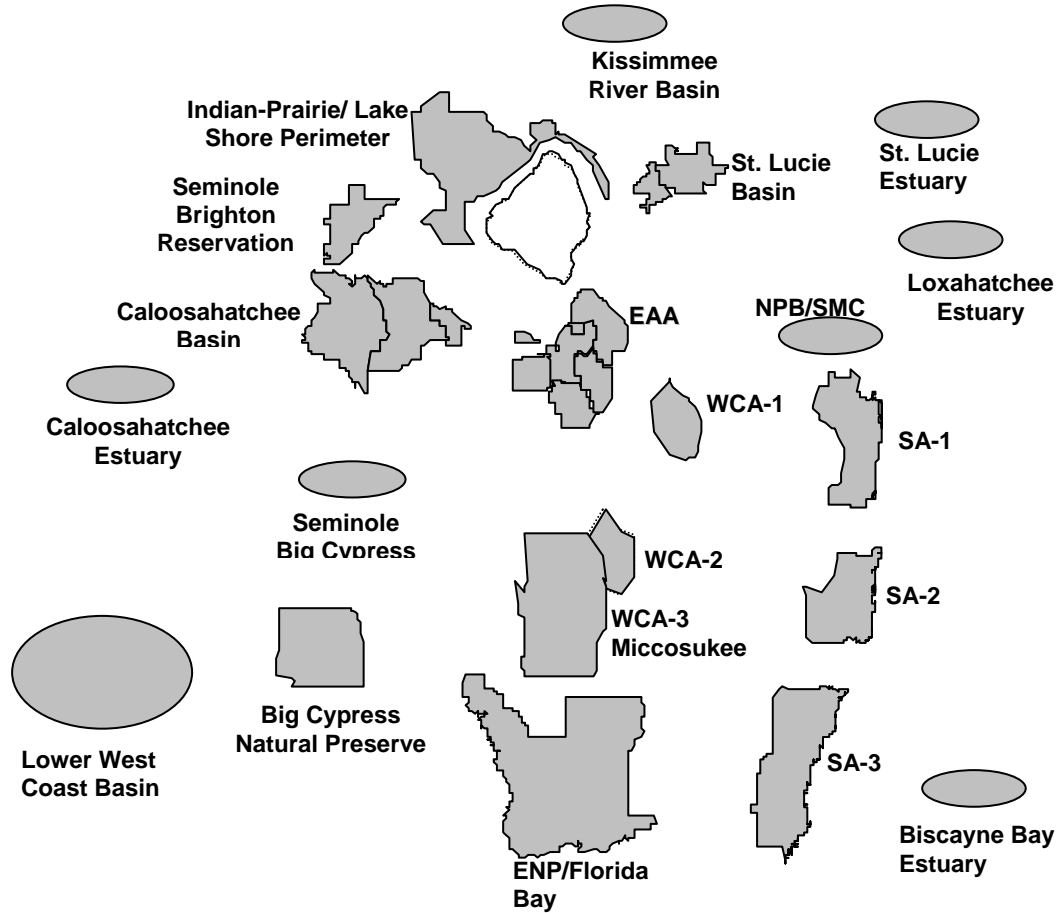 Kissimmee
River Basin
Indian-Prairie/ Lake
Shore Perimeter
St. Lucie
Estuary
St. Lucie
Basin
Seminole
Brighton
Reservation
Loxahatchee
Estuary
Caloosahatchee
Basin
EAA
NPB/SMC
WCA-1
Caloosahatchee
Estuary
SA-1
Seminole
Big Cypress
WCA-2
SA-2
WCA-3
Miccosukee
Big Cypress
Natural Preserve
Lower West
Coast Basin
SA-3
Biscayne Bay
Estuary
ENP/Florida
Bay